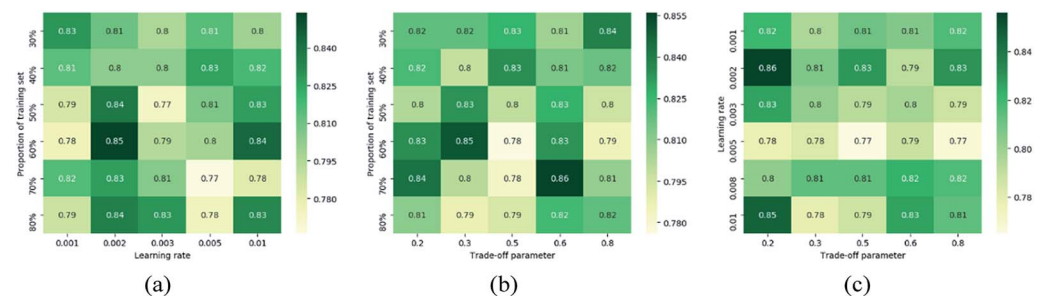 30% 0.83 0.81 0.8 0.81 0.8
40% 0.81 0.8 0.8 0.83 0.82
50% 0.79 0.84 0.77 0.81 0.83
60% 0.78 0.85 0.79 0.8 0.84
70% 0.82 0.83 0.81 0.77 0.78
80% 0.79 0.84 0.83 0.78 0.83
Proportion of training set
0.001 0.002 0.003 0.005 0.01
Learning rate
0.840
0.825
0.810
0.795
0.780
(a)
30% 0.82 0.82 0.83 0.81 0.84
40% 0.82 0.8 0.83 0.81 0.82
50% 0.8 0.83 0.8 0.83 0.8
60% 0.83 0.85 0.78 0.83 0.79
70% 0.84 0.8 0.78 0.86 0.81
80% 0.81 0.79 0.79 0.82 0.82
Proportion of training set
0.2 0.3 0.5 0.6 0.8
Trade-off parameter
0.855
0.840
0.825
0.810
0.795
0.780
(b)
0.001 0.82 0.8 0.81 0.81 0.82
0.002 0.86 0.81 0.83 0.79 0.83
0.003 0.83 0.8 0.79 0.8 0.79
0.005 0.78 0.78 0.77 0.79 0.77
0.008 0.8 0.81 0.81 0.82 0.82
0.01 0.85 0.78 0.79 0.83 0.81
Learning rate
0.2 0.3 0.5 0.6 0.8
Trade-off parameter
0.84
0.82
0.80
0.78
(c)